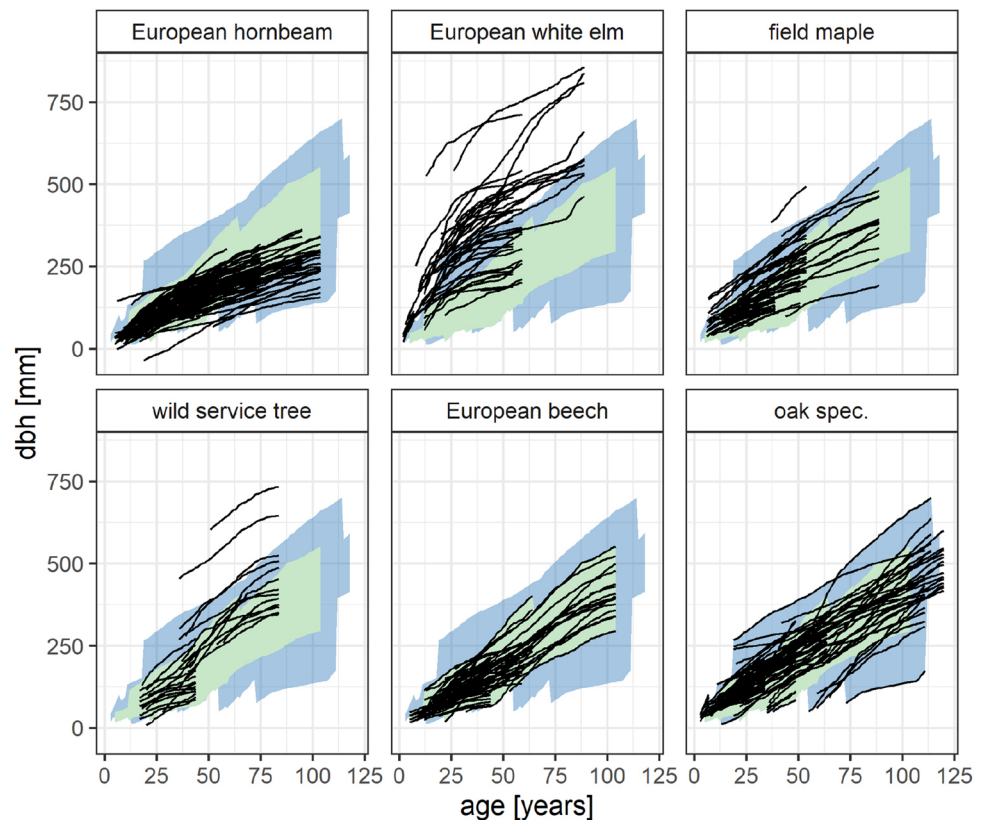 European hornbeam
European white elm
field maple
750
500
250
0
wild service tree
European beech
oak spec.
750
500
250
0
0 25 50 75 100 125
0 25 50 75 100 125
0 25 50 75 100 125
dbh [mm]
age [years]